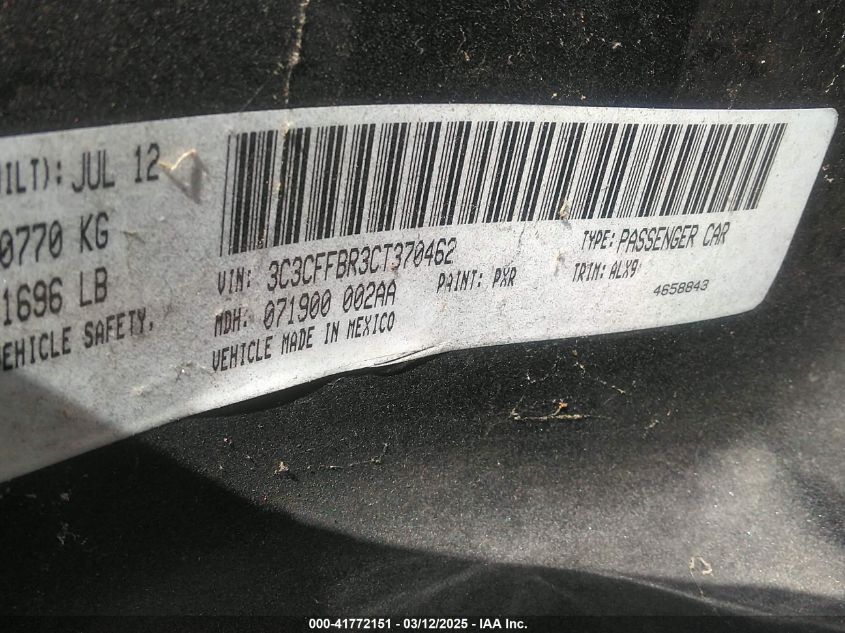 UILT): JUL 12
0770 KG
1696 LB
VEHICLE SAFETY,
VIN: 3C3CFFBR3CT370462
TYPE: PASSENGER CAR
MDH: 071900 002AA
PAINT: PXR
TRIM: ALX9
4658843
VEHICLE MADE IN MEXICO
000-41772151 - 03/12/2025 - IAA Inc.